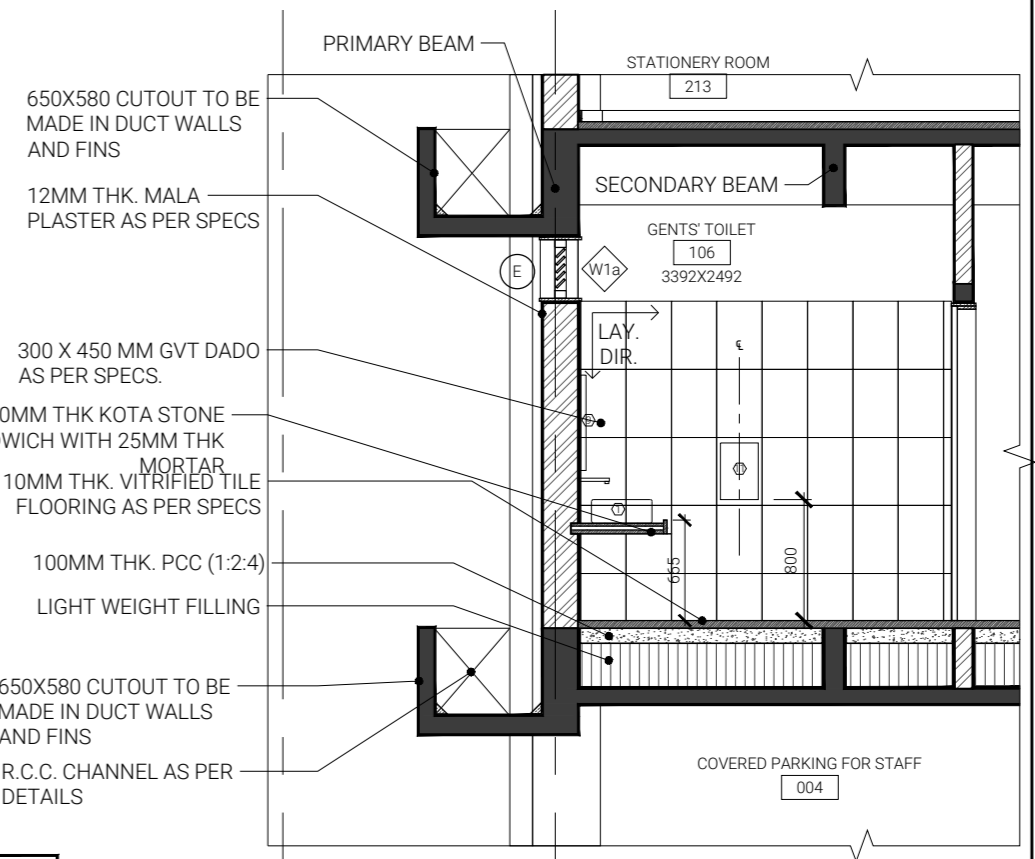 PRIMARY BEAM
STATIONERY ROOM
213
650X580 CUTOUT TO BE
MADE IN DUCT WALLS
AND FINS
12MM THK. MALA
PLASTER AS PER SPECS
SECONDARY BEAM
GENTS' TOILET
106
3392X2492
E
W1a
LAY.
DIR.
℄
300 X 450 MM GVT DADO
AS PER SPECS.
0MM THK KOTA STONE
WICH WITH 25MM THK
MORTAR
10MM THK. VITRIFIED TILE
FLOORING AS PER SPECS
665
800
100MM THK. PCC (1:2:4)
LIGHT WEIGHT FILLING
650X580 CUTOUT TO BE
MADE IN DUCT WALLS
AND FINS
R.C.C. CHANNEL AS PER
DETAILS
COVERED PARKING FOR STAFF
004